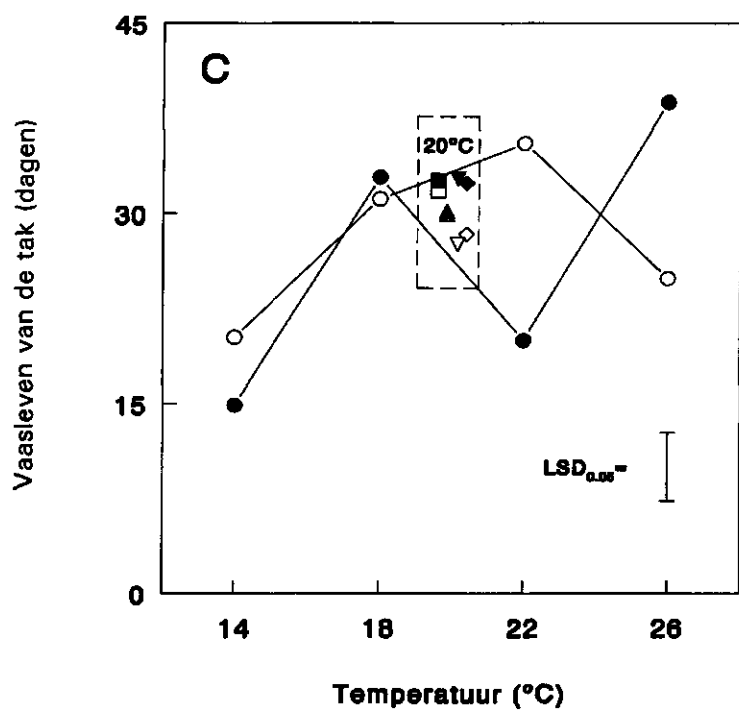 45
C
20°C
30
15
LSD0.05=
0
14 18 22 26
Vaasleven van de tak (dagen)
Temperatuur (°C)